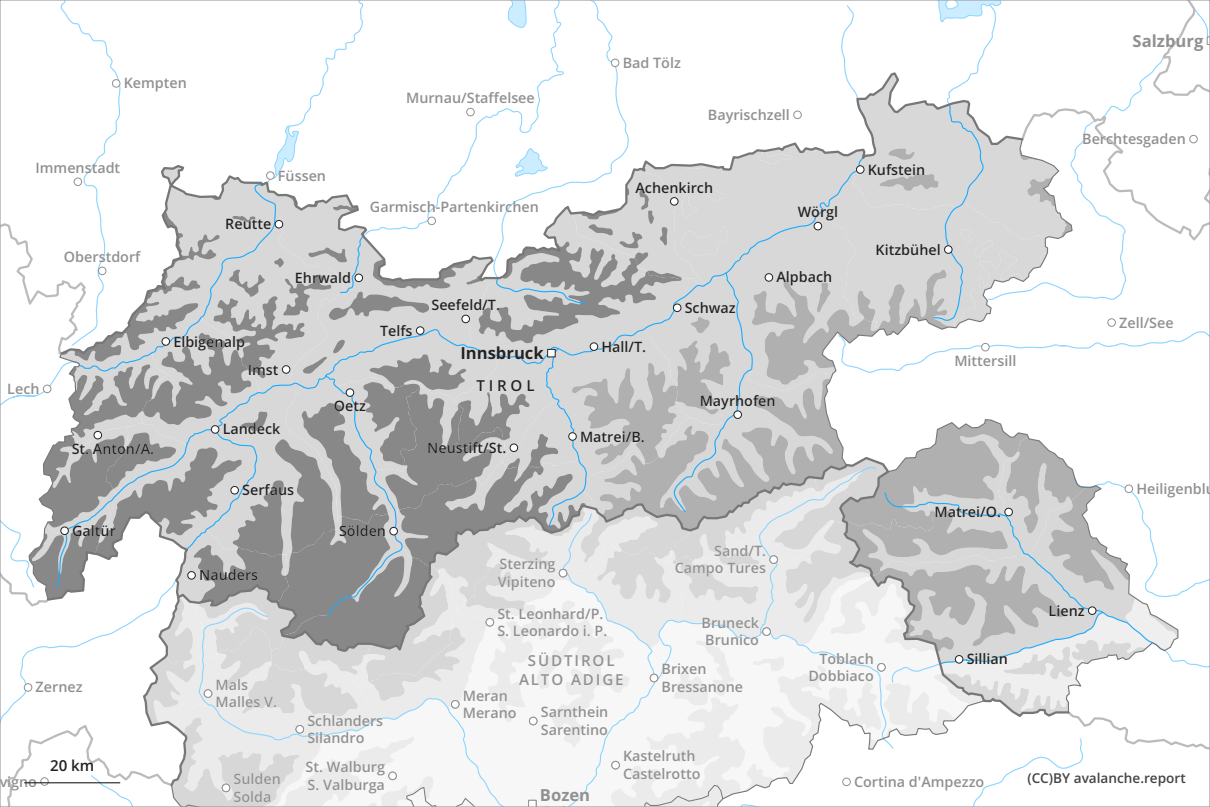 Salzburg
Kempten
Bad Tölz
Murnau/Staffelsee
Bayrischzell
Berchtesgaden
Immenstadt
Füssen
Kufstein
Achenkirch
Garmisch-Partenkirchen
Wörgl
Reutte
Kitzbühel
Oberstdorf
Ehrwald
Alpbach
Seefeld/T.
Schwaz
Telfs
Zell/See
Elbigenalp
Innsbruck
Hall/T.
Mittersill
Imst
TIROL
Lech
Oetz
Mayrhofen
Landeck
Matrei/B.
St. Anton/A.
Neustift/St.
Serfaus
Heiligenblu
Matrei/O.
Galtür
Sölden
Sand/T.
Campo Tures
Sterzing
Vipiteno
Nauders
Lienz
St. Leonhard/P.
S. Leonardo i. P.
Bruneck
Brunico
SÜDTIROL
ALTO ADIGE
Sillian
Toblach
Dobbiaco
Brixen
Bressanone
Zernez
Mals
Malles V.
Meran
Merano
Sarnthein
Sarentino
Schlanders
Silandro
Kastelruth
Castelrotto
20 km
St. Walburg
S. Valburga
vigno
Sulden
Solda
Cortina d'Ampezzo
(CC)BY avalanche.report
Bozen